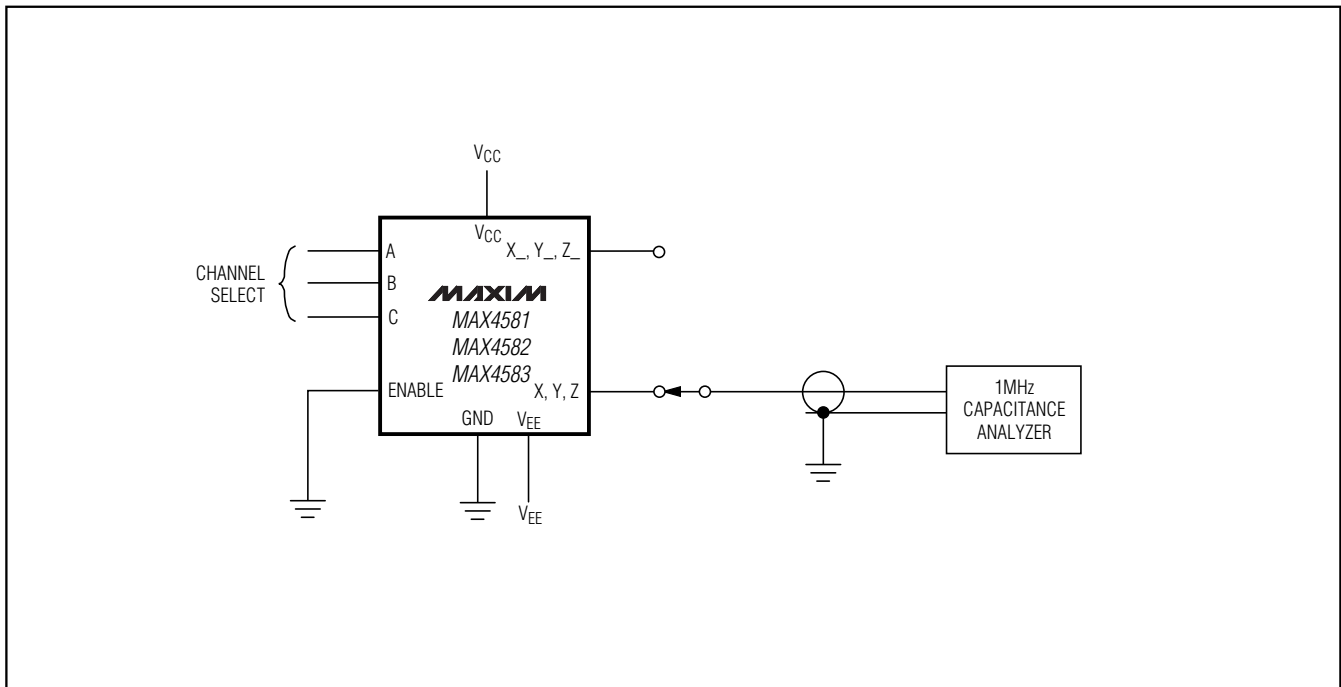 VCC
VCC
X_, Y_, Z_
A
CHANNEL
SELECT
B
C
MAXIM
MAX4581
MAX4582
MAX4583
ENABLE
X, Y, Z
GND
VEE
VEE
1MHz
CAPACITANCE
ANALYZER